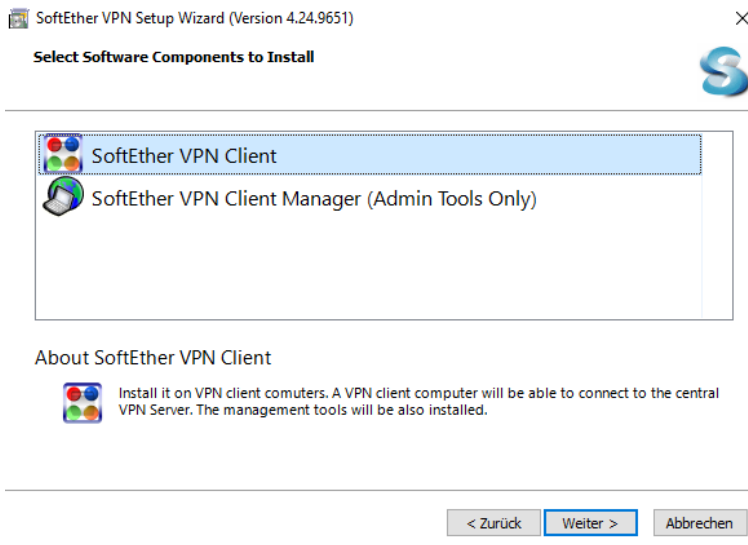 SoftEther VPN Setup Wizard (Version 4.24.9651)
Select Software Components to Install
SoftEther VPN Client
SoftEther VPN Client Manager (Admin Tools Only)
About SoftEther VPN Client
Install it on VPN client comuters. A VPN client computer will be able to connect to the central
VPN Server. The management tools will be also installed.
< Zurück
Weiter >
Abbrechen